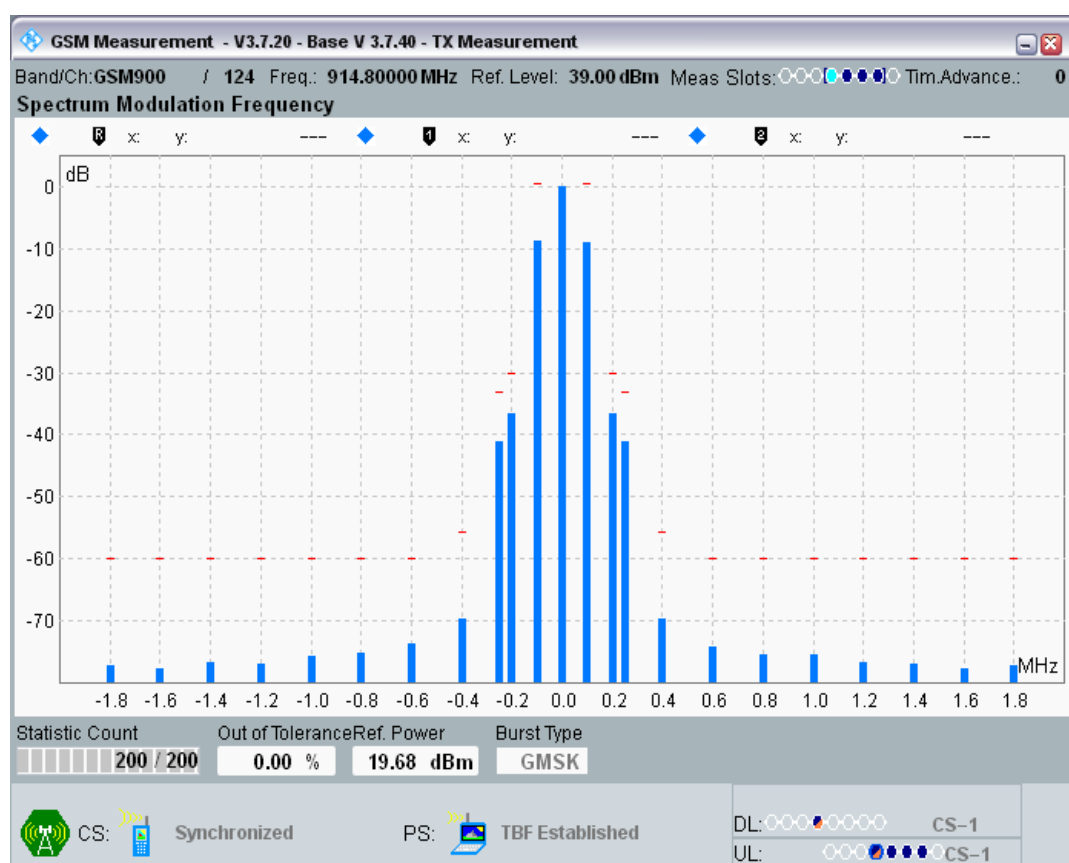 GSM Measurement - V3.7.20 - Base V 3.7.40 - TX Measurement
Band/Ch:GSM900 / 124 Freq.: 914.80000 MHz Ref. Level: 39.00 dBm Meas Slots: Tim.Advance.: 0
Spectrum Modulation Frequency
R x: y: --- 1 x: y: --- 2 x: y: ---
dB
0
-10
-20
-30
-40
-50
-60
-70
MHz
-1.8 -1.6 -1.4 -1.2 -1.0 -0.8 -0.6 -0.4 -0.2 0.0 0.2 0.4 0.6 0.8 1.0 1.2 1.4 1.6 1.8
Statistic Count Out of Tolerance Ref. Power Burst Type
200 / 200 0.00 % 19.68 dBm GMSK
CS: Synchronized PS: TBF Established DL: CS-1
UL: CS-1